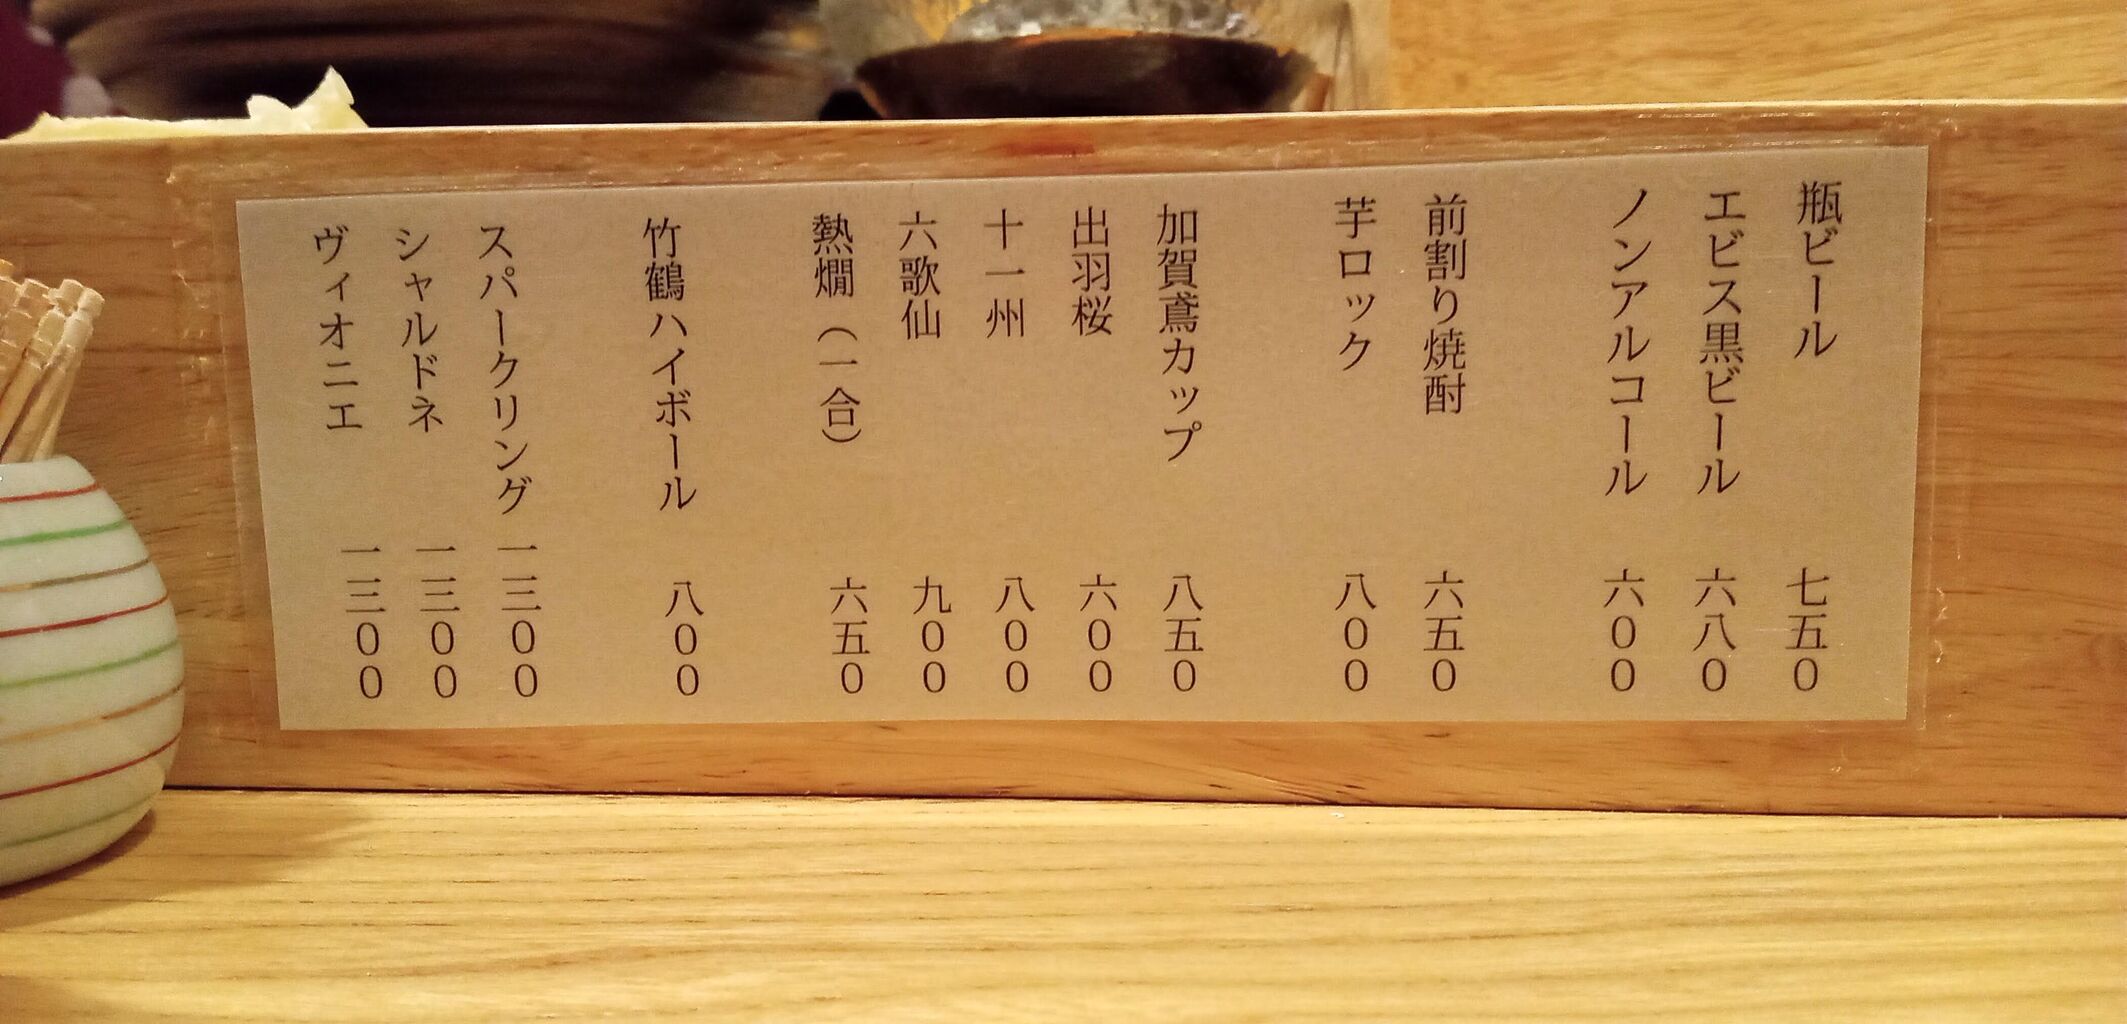 瓶ビール 七五〇
エビス黒ビール 六八〇
ノンアルコール 六〇〇
前割り焼酎 六五〇
芋ロック 八〇〇
加賀鳶カップ 八五〇
出羽桜 六〇〇
十一州 八〇〇
六歌仙 九〇〇
熱燗（一合） 六五〇
竹鶴ハイボール 八〇〇
スパークリング 一三〇〇
シャルドネ 一三〇〇
ヴィオニエ 一三〇〇